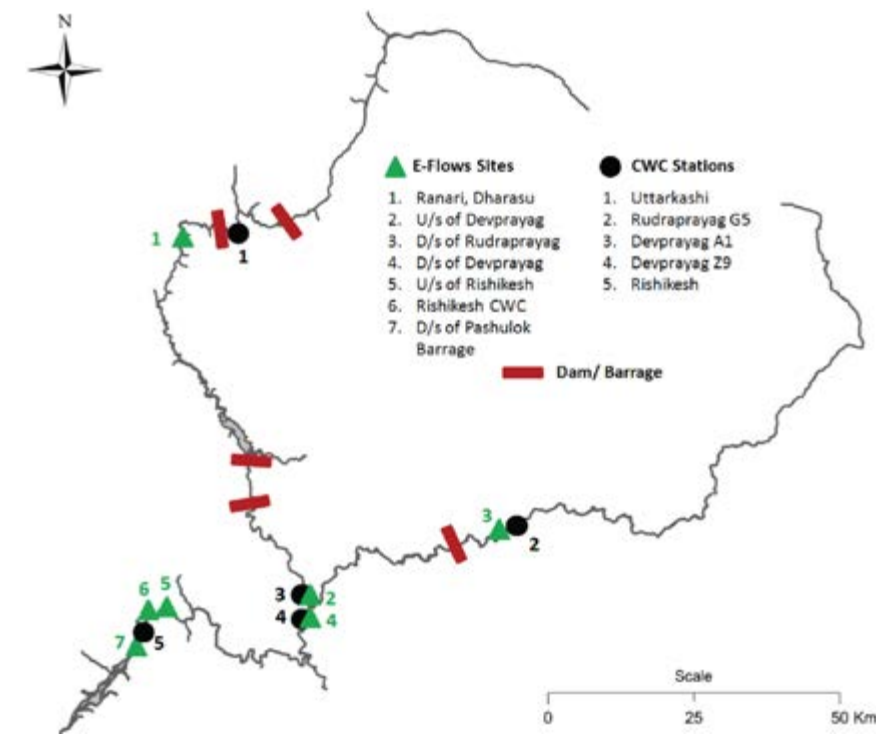 N
E-Flows Sites
1. Ranari, Dharasu
2. U/s of Devprayag
3. D/s of Rudraprayag
4. D/s of Devprayag
5. U/s of Rishikesh
6. Rishikesh CWC
7. D/s of Pashulok
Barrage
CWC Stations
1. Uttarkashi
2. Rudraprayag G5
3. Devprayag A1
4. Devprayag Z9
5. Rishikesh
Dam/ Barrage
1
1
3
2
3
2
4
4
6
5
7
5
Scale
0 25 50 Km